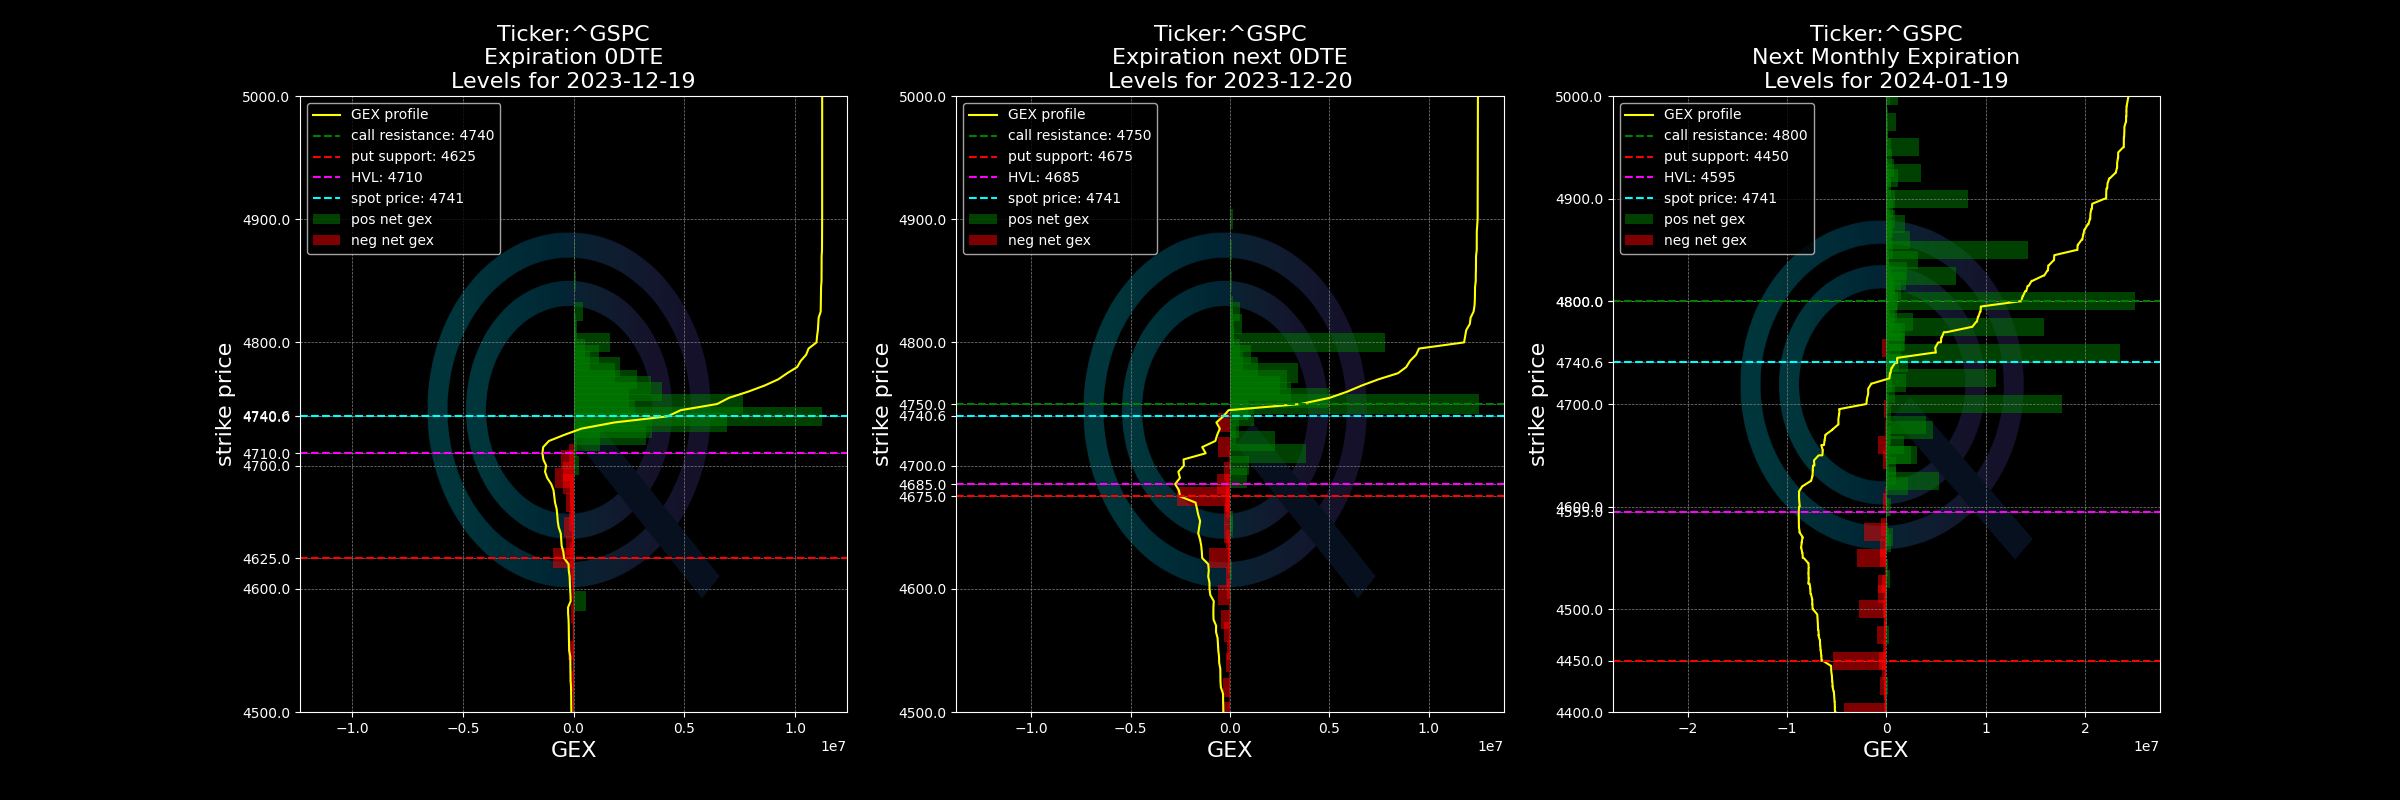 Ticker:^GSPC
Expiration 0DTE
Levels for 2023-12-19
GEX profile
call resistance: 4740
put support: 4625
HVL: 4710
spot price: 4741
pos net gex
neg net gex
5000.0
4900.0
4800.0
4740.6
4710.0
4700.0
4625.0
4600.0
4500.0
strike price
−1.0 −0.5 0.0 0.5 1.0
1e7
GEX
Ticker:^GSPC
Expiration next 0DTE
Levels for 2023-12-20
GEX profile
call resistance: 4750
put support: 4675
HVL: 4685
spot price: 4741
pos net gex
neg net gex
5000.0
4900.0
4800.0
4750.0
4740.6
4700.0
4685.0
4675.0
4600.0
4500.0
strike price
−1.0 −0.5 0.0 0.5 1.0
1e7
GEX
Ticker:^GSPC
Next Monthly Expiration
Levels for 2024-01-19
GEX profile
call resistance: 4800
put support: 4450
HVL: 4595
spot price: 4741
pos net gex
neg net gex
5000.0
4900.0
4800.0
4740.6
4700.0
4600.0
4595.0
4500.0
4450.0
4400.0
strike price
−2 −1 0 1 2
1e7
GEX